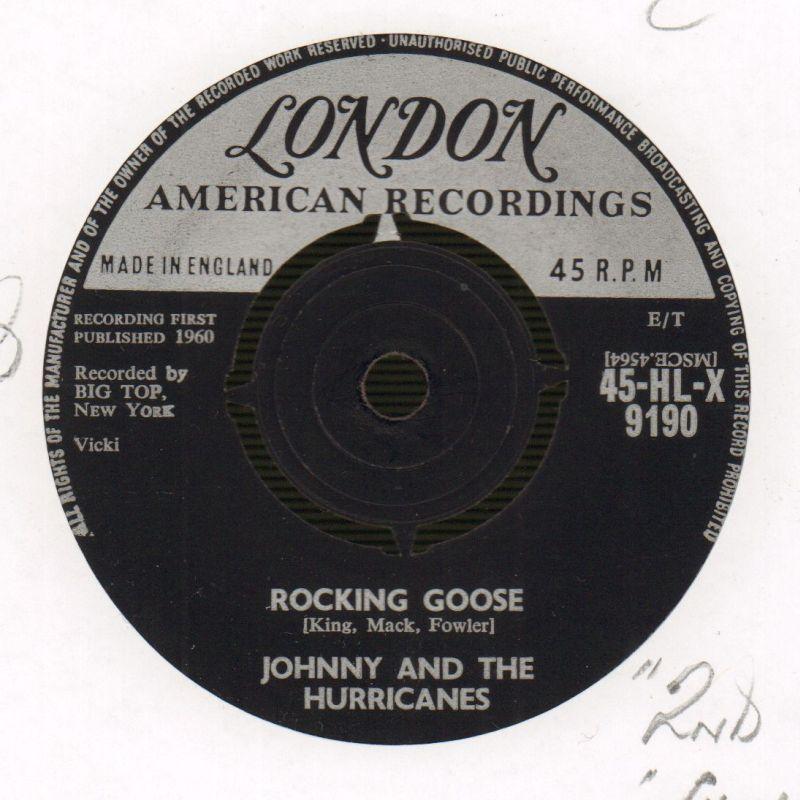 ALL RIGHTS OF THE MANUFACTURER AND OF THE OWNER OF THE RECORDED WORK RESERVED · UNAUTHORISED PUBLIC PERFORMANCE BROADCASTING AND COPYING OF THIS RECORD PROHIBITED
LONDON
AMERICAN RECORDINGS
MADE IN ENGLAND
45 R.P.M
RECORDING FIRST
PUBLISHED 1960
E/T
[MSCE.4564]
Recorded by
BIG TOP,
NEW YORK
45-HL-X
9190
Vicki
ROCKING GOOSE
[King, Mack, Fowler]
JOHNNY AND THE
HURRICANES
"2ND